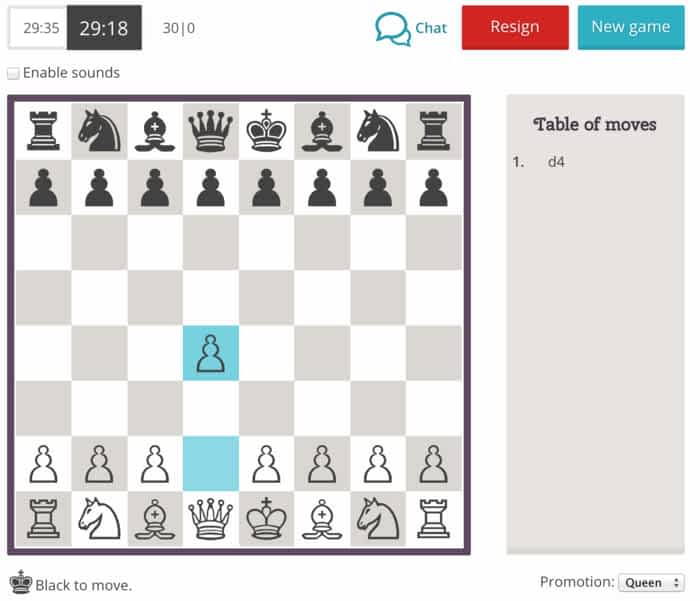 29:35 29:18 30|0 Chat Resign New game
Enable sounds
Table of moves
1. d4
Black to move.
Promotion: Queen